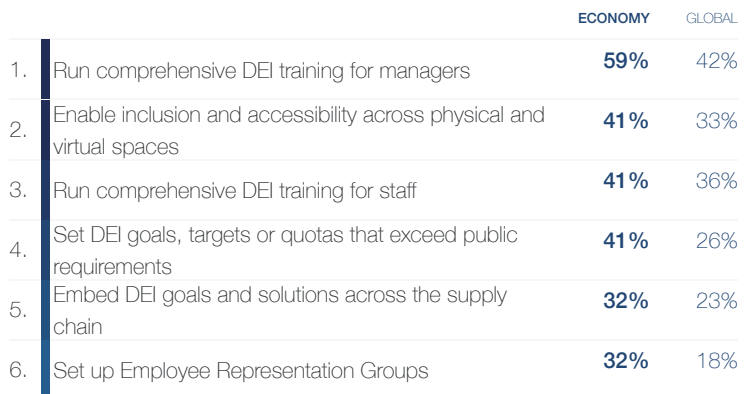 ECONOMY GLOBAL
1. Run comprehensive DEI training for managers 59% 42%
Enable inclusion and accessibility across physical and
2. 41% 33%
virtual spaces
3. Run comprehensive DEI training for staff 41% 36%
Set DEI goals, targets or quotas that exceed public
4. 41% 26%
requirements
Embed DEI goals and solutions across the supply
5. 32% 23%
chain
6. Set up Employee Representation Groups 32% 18%